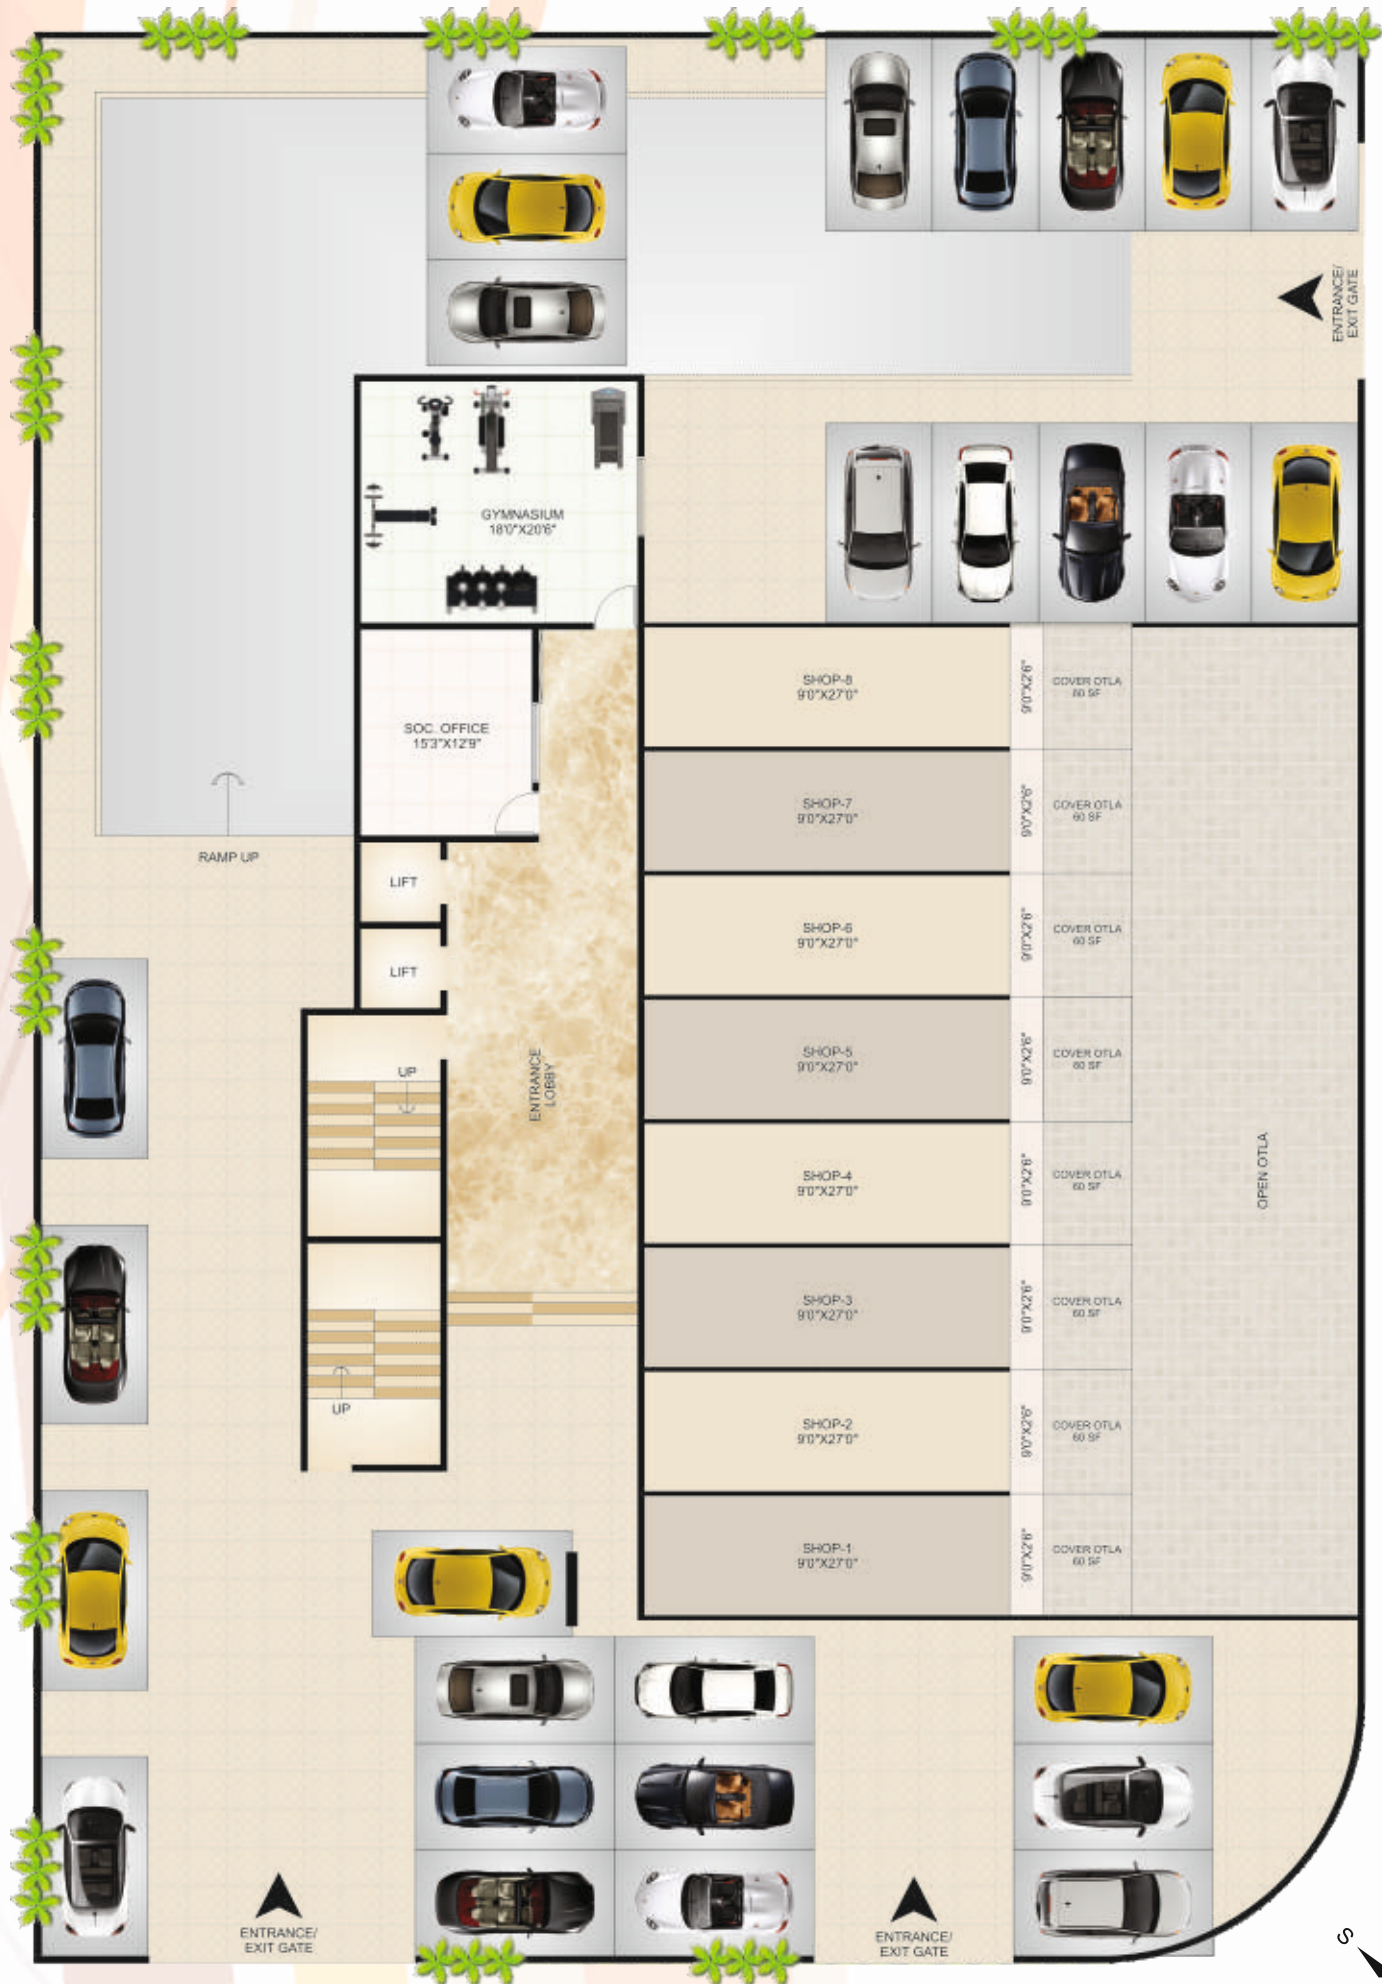 ENTRANCE/
EXIT GATE
GYMNASIUM
18'0"X20'6"
SOC. OFFICE
15'3"X12'9"
SHOP-8
9'0"X27'0"
9'0"X2'6"
COVER OTLA
60 SF
SHOP-7
9'0"X27'0"
9'0"X2'6"
COVER OTLA
60 SF
RAMP UP
LIFT
SHOP-6
9'0"X27'0"
9'0"X2'6"
COVER OTLA
60 SF
LIFT
SHOP-5
9'0"X27'0"
9'0"X2'6"
COVER OTLA
60 SF
UP
ENTRANCE
LOBBY
SHOP-4
9'0"X27'0"
9'0"X2'6"
COVER OTLA
60 SF
OPEN OTLA
SHOP-3
9'0"X27'0"
9'0"X2'6"
COVER OTLA
60 SF
UP
SHOP-2
9'0"X27'0"
9'0"X2'6"
COVER OTLA
60 SF
SHOP-1
9'0"X27'0"
9'0"X2'6"
COVER OTLA
60 SF
ENTRANCE/
EXIT GATE
ENTRANCE/
EXIT GATE
S